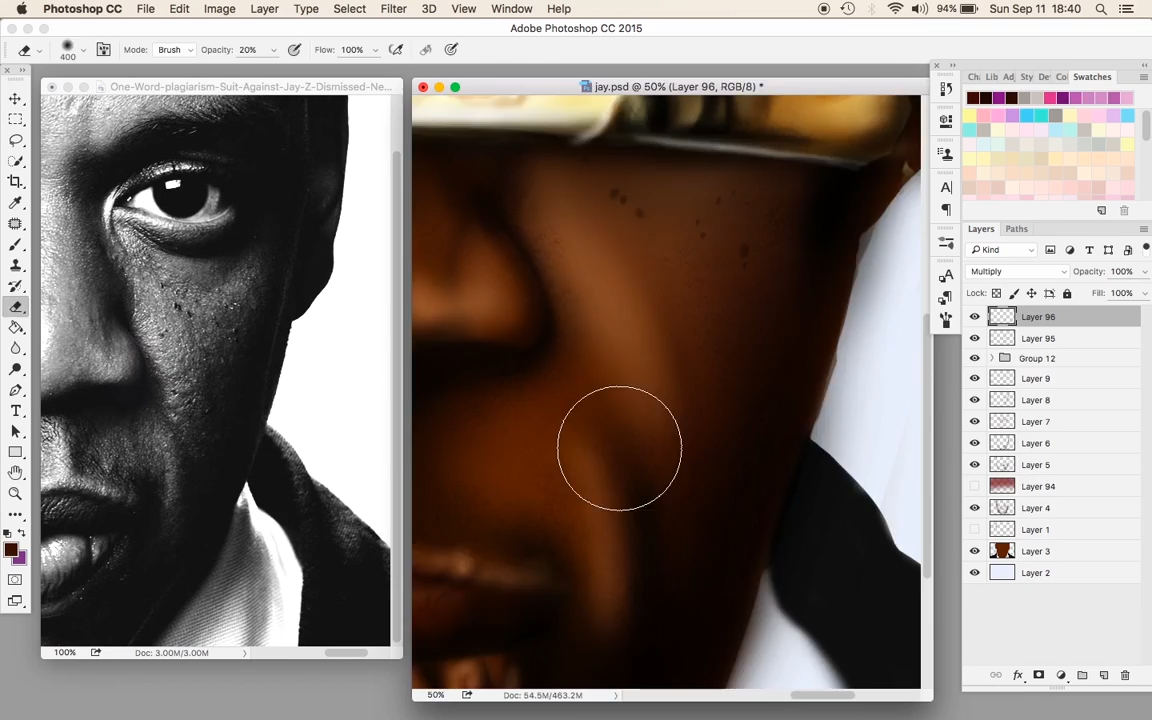 Photoshop CC File Edit Image Layer Type Select Filter 3D View Window Help 94% Sun Sep 11 18:40
Adobe Photoshop CC 2015
400 Mode: Brush Opacity: 20% Flow: 100%
One-Word-plagiarism-Suit-Against-Jay-Z-Dismissed-Ne...
jay.psd @ 50% (Layer 96, RGB/8) *
Ch Lib Ad Sty De Co Swatches
Layers Paths
Kind
Multiply Opacity: 100%
Lock: Fill: 100%
Layer 96
Layer 95
Group 12
Layer 9
Layer 8
Layer 7
Layer 6
Layer 5
Layer 94
Layer 4
Layer 1
Layer 3
Layer 2
100% Doc: 3.00M/3.00M
50% Doc: 54.5M/463.2M